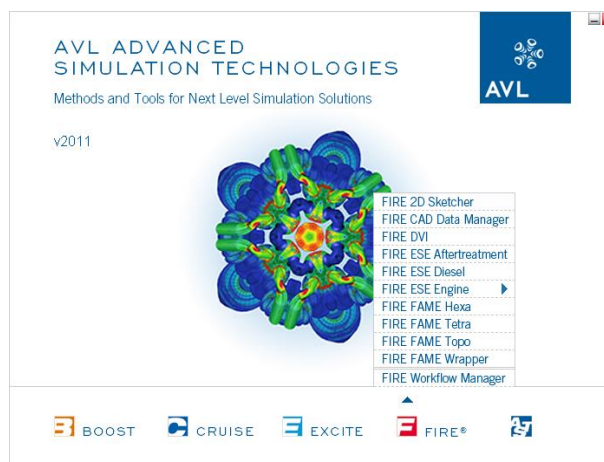 AVL ADVANCED
SIMULATION TECHNOLOGIES
Methods and Tools for Next Level Simulation Solutions
AVL
v2011
FIRE 2D Sketcher
FIRE CAD Data Manager
FIRE DVI
FIRE ESE Aftertreatment
FIRE ESE Diesel
FIRE ESE Engine
FIRE FAME Hexa
FIRE FAME Tetra
FIRE FAME Topo
FIRE FAME Wrapper
FIRE Workflow Manager
B BOOST
C CRUISE
E EXCITE
F FIRE®
AST